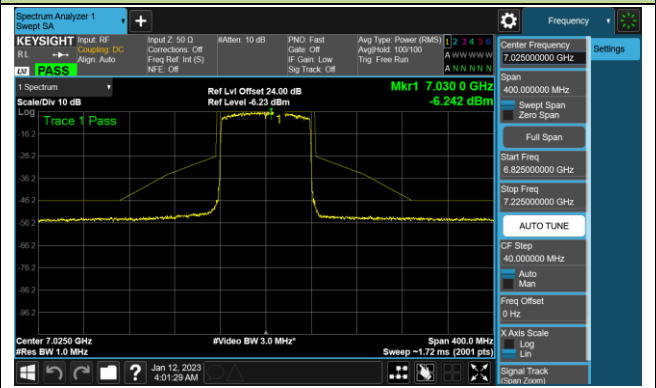 Spectrum Analyzer 1
Swept SA
Frequency
KEYSIGHT Input: RF
RL Coupling: DC
Align: Auto
LXI PASS
Input Z: 50 Ω
Corrections: Off
Freq Ref: Int (S)
NFE: Off
#Atten: 10 dB
PNO: Fast
Gate: Off
IF Gain: Low
Sig Track: Off
Avg Type: Power (RMS)
Avg|Hold: 100/100
Trig: Free Run
1 2 3 4 5 6
A W W W W W
A N N N N N
1 Spectrum
Scale/Div 10 dB
Ref Lvl Offset 24.00 dB
Ref Level -6.23 dBm
Mkr1 7.030 0 GHz
-6.242 dBm
Log
Trace 1 Pass
1
-16.2
-26.2
-36.2
-46.2
-56.2
-66.2
-76.2
-86.2
-96.2
Center 7.0250 GHz
#Res BW 1.0 MHz
#Video BW 3.0 MHz*
Span 400.0 MHz
Sweep ~1.72 ms (2001 pts)
Jan 12, 2023
4:01:29 AM
Center Frequency
7.02500000 GHz
Settings
Span
400.000000 MHz
Swept Span
Zero Span
Full Span
Start Freq
6.825000000 GHz
Stop Freq
7.225000000 GHz
AUTO TUNE
CF Step
40.000000 MHz
Auto
Man
Freq Offset
0 Hz
X Axis Scale
Log
Lin
Signal Track
(Span Zoom)